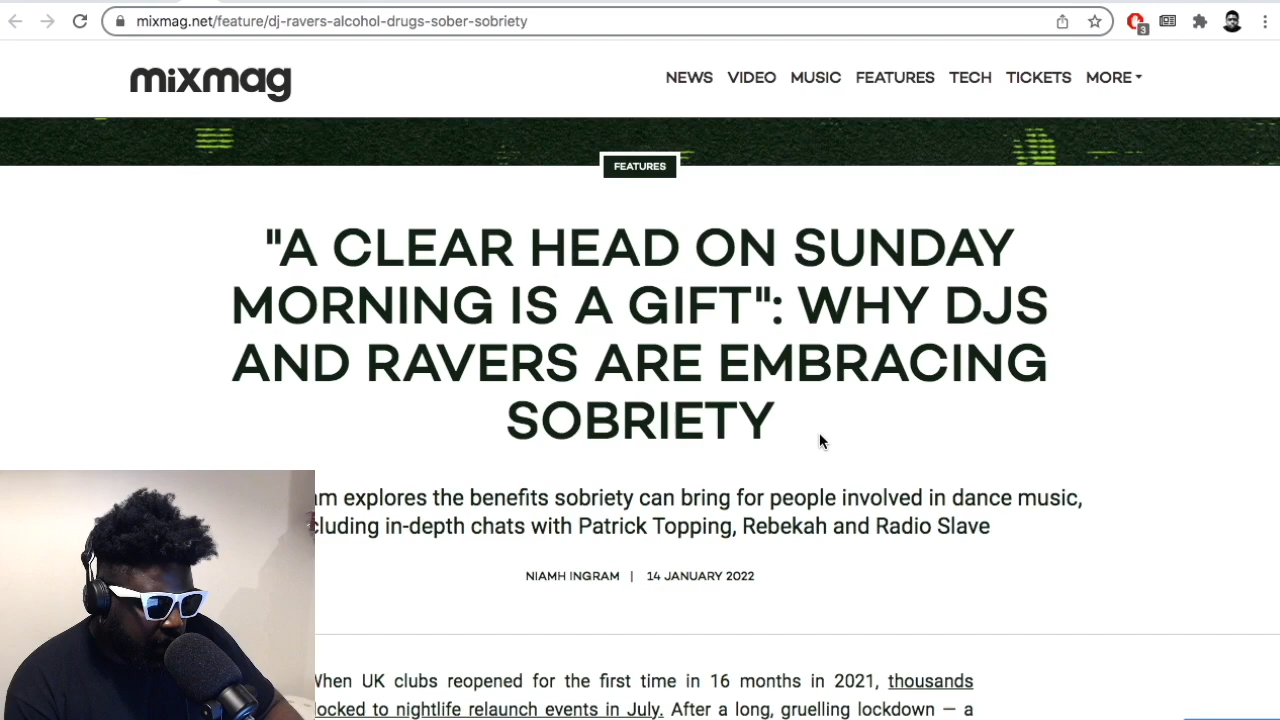 mixmag.net/feature/dj-ravers-alcohol-drugs-sober-sobriety
3
mixmag
NEWS VIDEO MUSIC FEATURES TECH TICKETS MORE
FEATURES
"A CLEAR HEAD ON SUNDAY
MORNING IS A GIFT": WHY DJS
AND RAVERS ARE EMBRACING
SOBRIETY
explores the benefits sobriety can bring for people involved in dance music,
in-depth chats with Patrick Topping, Rebekah and Radio Slave
NIAMH INGRAM | 14 JANUARY 2022
When UK clubs reopened for the first time in 16 months in 2021, thousands
to nightlife relaunch events in July. After a long, gruelling lockdown — a